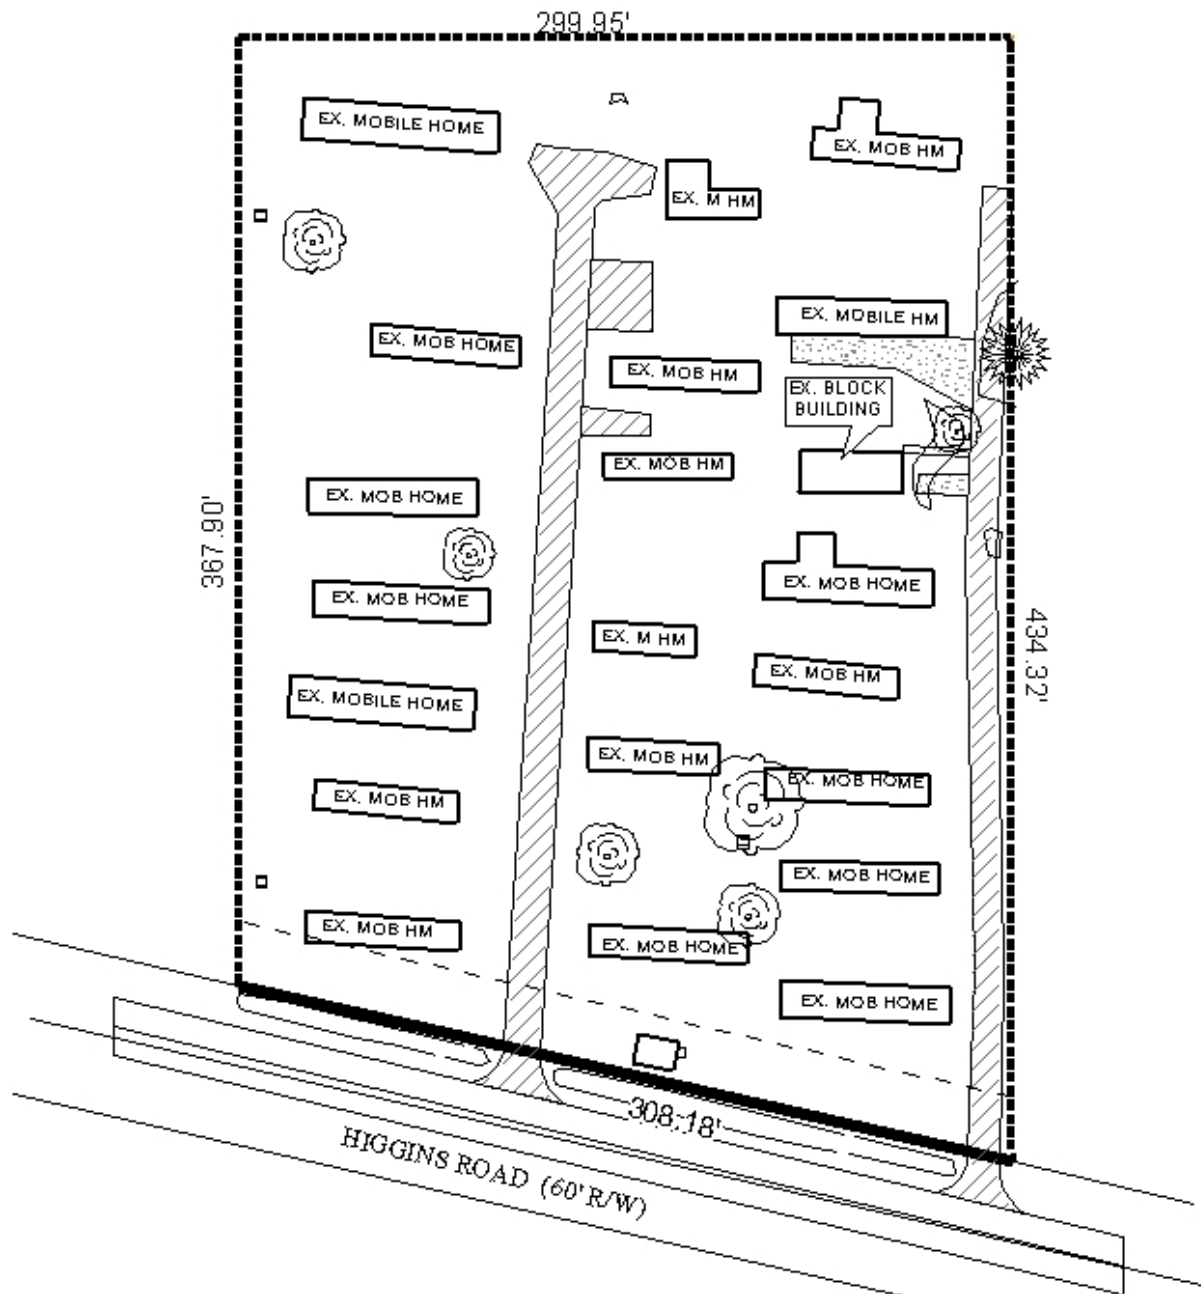 299.95'
EX. MOBILE HOME
EX. MOB HM
EX. M HM
EX. MOBILE HM
EX. MOB HOME
EX. MOB HM
EX. BLOCK
BUILDING
EX. MOB HM
EX. MOB HOME
367.90'
EX. MOB HOME
EX. MOB HOME
EX. M HM
434.32'
EX. MOB HM
EX. MOBILE HOME
EX. MOB HM
EX. MOB HOME
EX. MOB HM
EX. MOB HOME
EX. MOB HM
EX. MOB HOME
EX. MOB HOME
308.18'
HIGGINS ROAD (60' R/W)